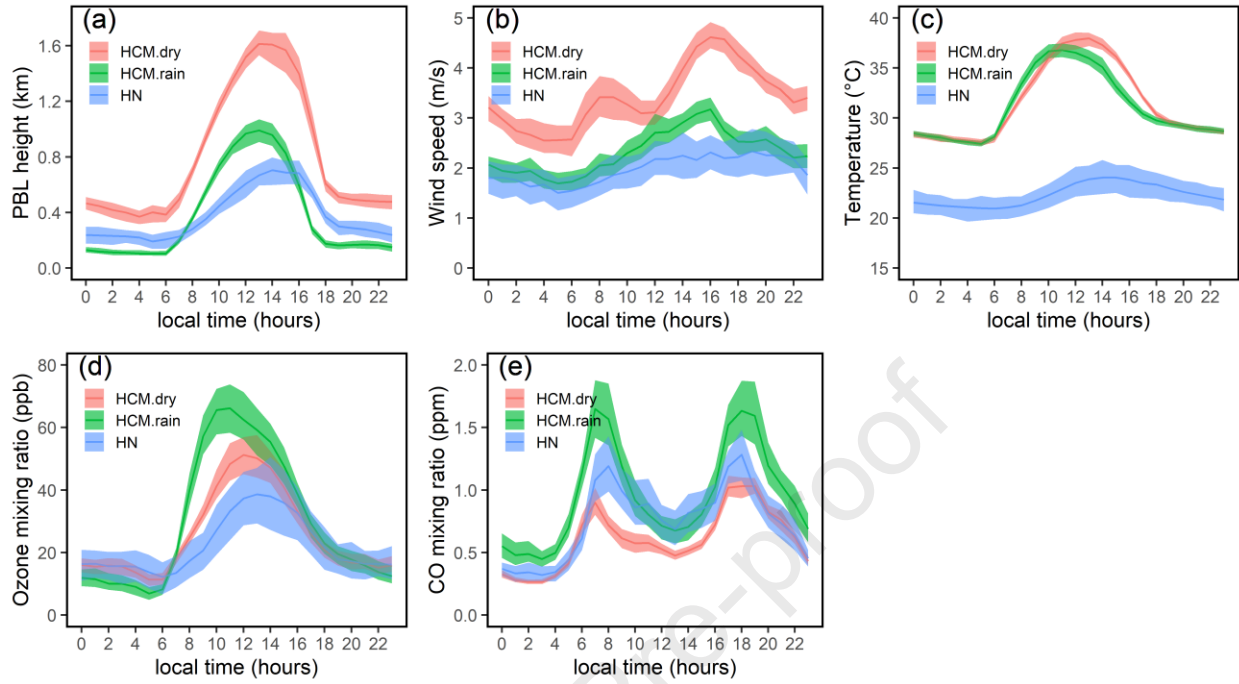 (a)
HCM.dry
HCM.rain
HN
PBL height (km)
0.0
0.4
0.8
1.2
1.6
0 2 4 6 8 10 12 14 16 18 20 22
local time (hours)
(b)
HCM.dry
HCM.rain
HN
Wind speed (m/s)
0
1
2
3
4
5
0 2 4 6 8 10 12 14 16 18 20 22
local time (hours)
(c)
HCM.dry
HCM.rain
HN
Temperature (°C)
15
20
25
30
35
40
0 2 4 6 8 10 12 14 16 18 20 22
local time (hours)
(d)
HCM.dry
HCM.rain
HN
Ozone mixing ratio (ppb)
0
20
40
60
80
0 2 4 6 8 10 12 14 16 18 20 22
local time (hours)
(e)
HCM.dry
HCM.rain
HN
CO mixing ratio (ppm)
0.0
0.5
1.0
1.5
2.0
0 2 4 6 8 10 12 14 16 18 20 22
local time (hours)
re-proof